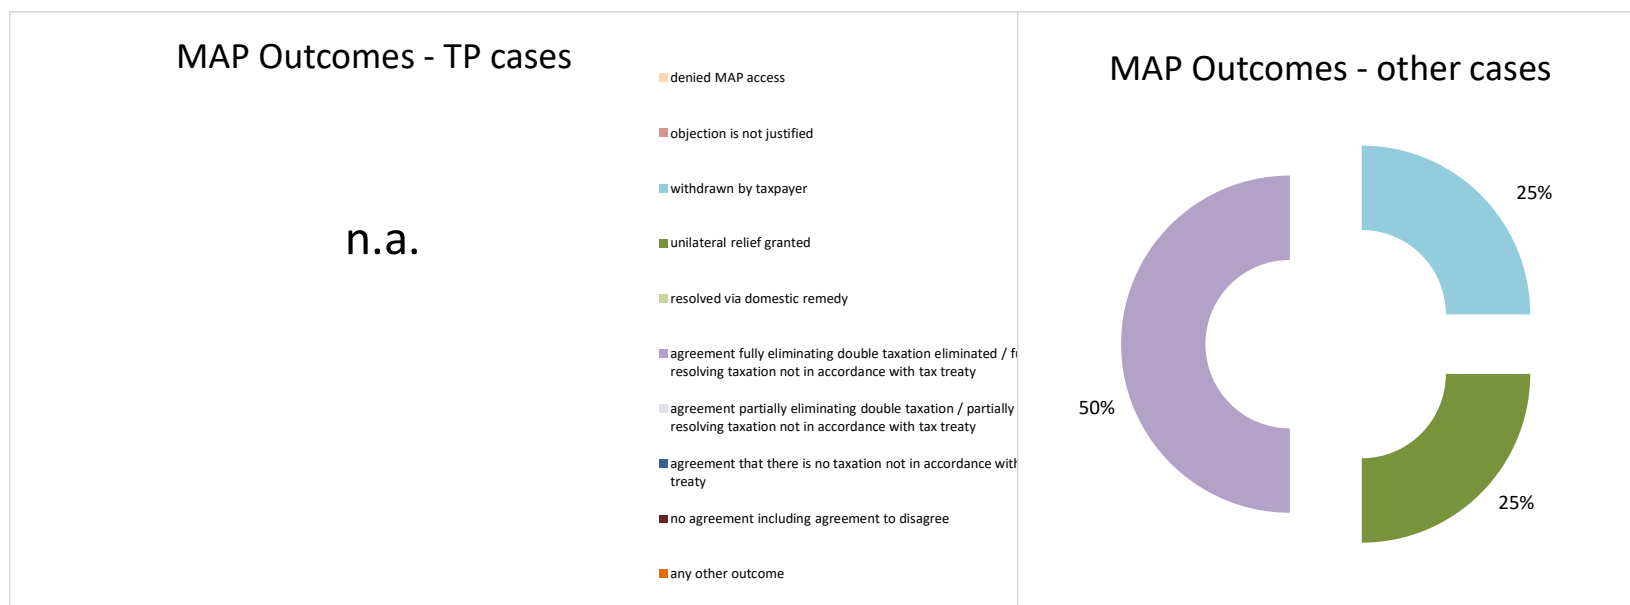 MAP Outcomes - TP cases
n.a.
denied MAP access
objection is not justified
withdrawn by taxpayer
unilateral relief granted
resolved via domestic remedy
agreement fully eliminating double taxation eliminated /
resolving taxation not in accordance with tax treaty
agreement partially eliminating double taxation / partially
resolving taxation not in accordance with tax treaty
agreement that there is no taxation not in accordance with
treaty
no agreement including agreement to disagree
any other outcome
MAP Outcomes - other cases
25%
50%
25%